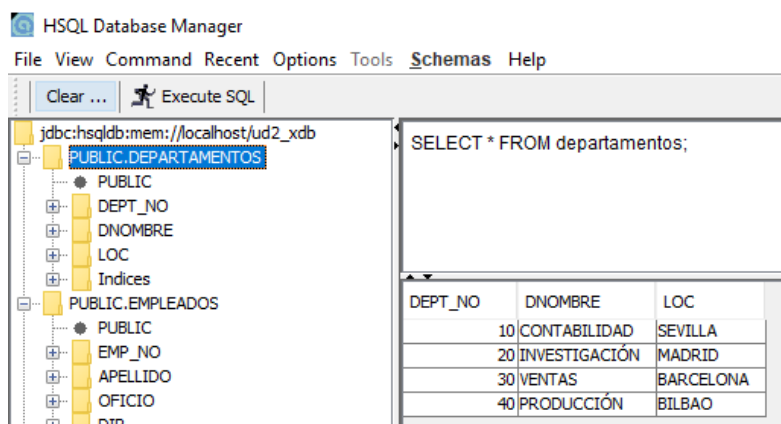 HSQL Database Manager
File View Command Recent Options Tools Schemas Help
Clear ... Execute SQL
jdbc:hsqldb:mem://localhost/ud2_xdb
PUBLIC.DEPARTAMENTOS
PUBLIC
DEPT_NO
DNOMBRE
LOC
Indices
PUBLIC.EMPLEADOS
PUBLIC
EMP_NO
APELLIDO
OFICIO
DIR
SELECT * FROM departamentos;
DEPT_NO DNOMBRE LOC
10 CONTABILIDAD SEVILLA
20 INVESTIGACIÓN MADRID
30 VENTAS BARCELONA
40 PRODUCCIÓN BILBAO